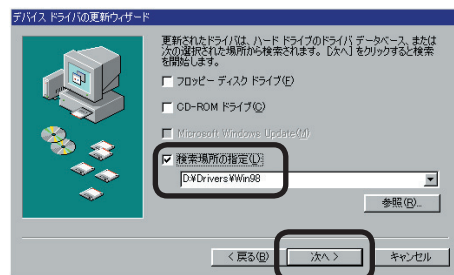 デバイス ドライバの更新ウィザード
更新されたドライバは、ハード ドライブのドライバ データベース、または
次の選択された場所から検索されます。［次へ］をクリックすると検索
を開始します。
フロッピー ディスク ドライブ(F)
CD-ROM ドライブ(C)
Microsoft Windows Update(M)
検索場所の指定(L):
D:¥Drivers¥Win98
参照(R)...
< 戻る(B)
次へ >
キャンセル